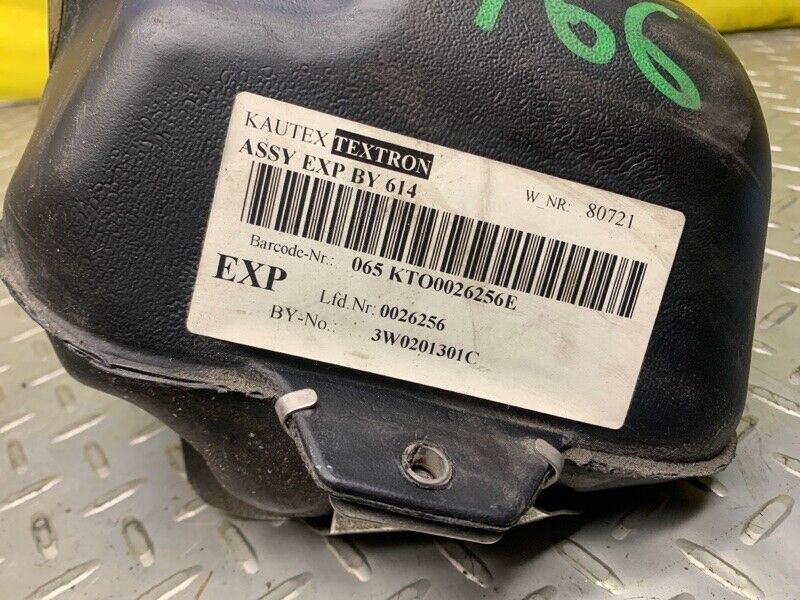 991
KAUTEX TEXTRON
ASSY EXP BY 614
W_NR: 80721
Barcode-Nr.: 065 KTO0026256E
EXP
Lfd.Nr: 0026256
BY-No.: 3W0201301C